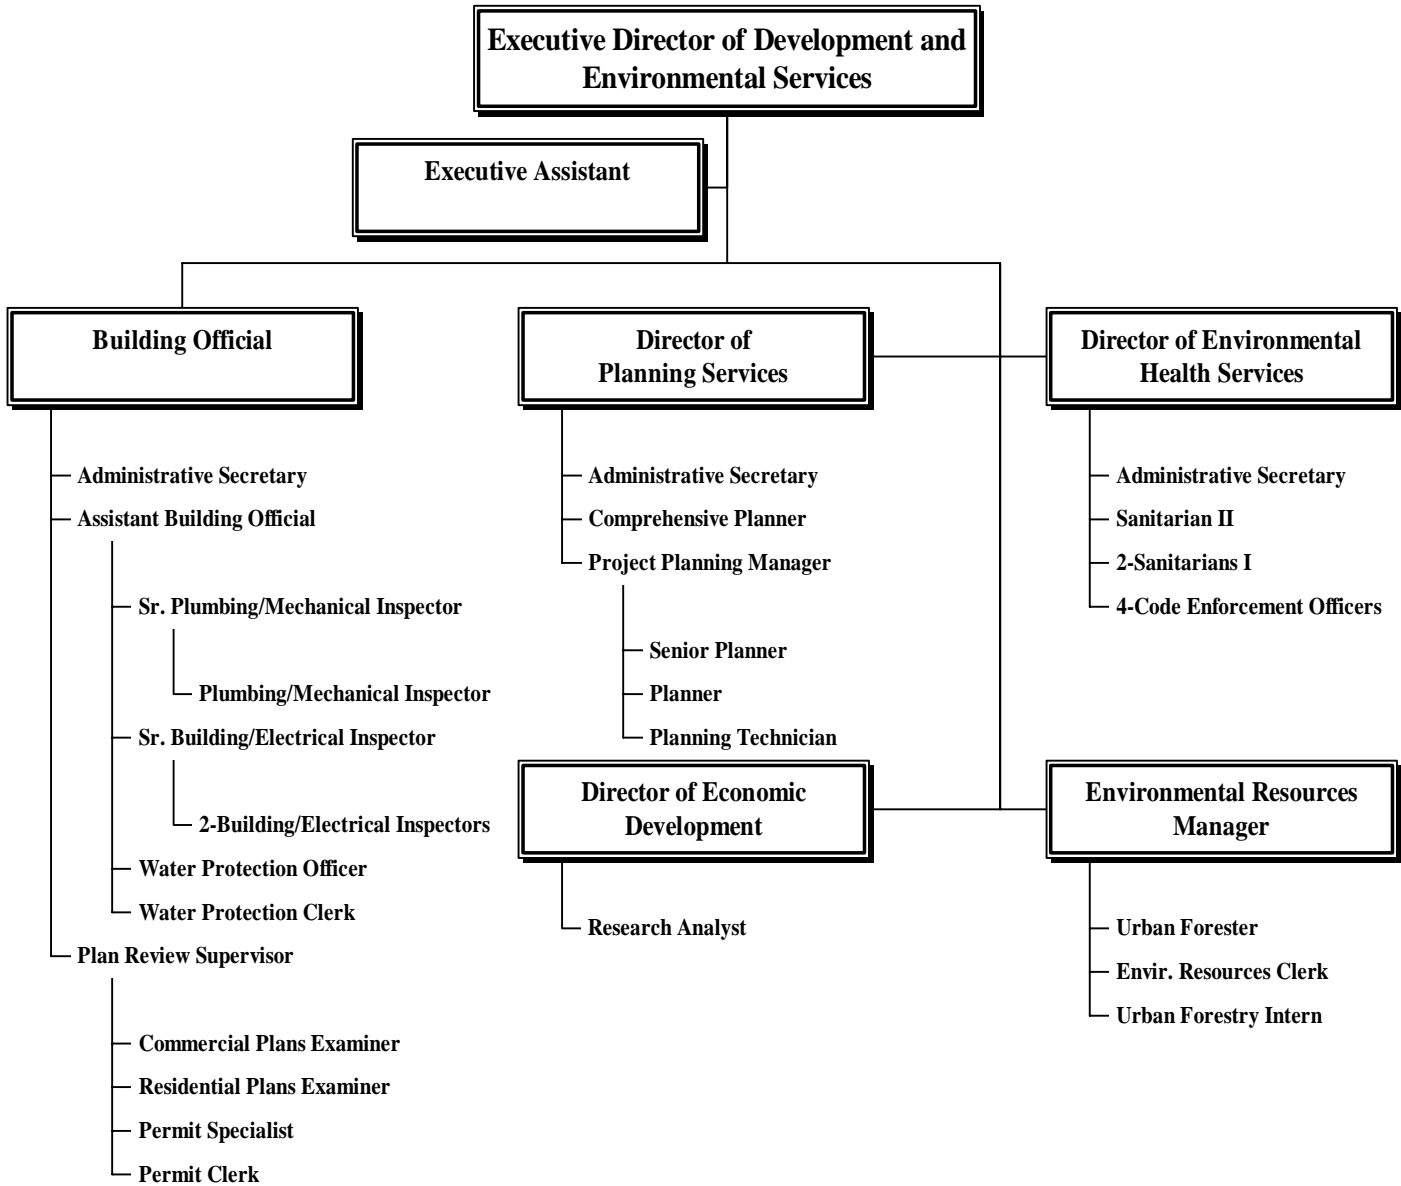 Executive Director of Development and
Environmental Services
Executive Assistant
Building Official
Administrative Secretary
Assistant Building Official
Sr. Plumbing/Mechanical Inspector
Plumbing/Mechanical Inspector
Sr. Building/Electrical Inspector
2-Building/Electrical Inspectors
Water Protection Officer
Water Protection Clerk
Plan Review Supervisor
Commercial Plans Examiner
Residential Plans Examiner
Permit Specialist
Permit Clerk
Director of
Planning Services
Administrative Secretary
Comprehensive Planner
Project Planning Manager
Senior Planner
Planner
Planning Technician
Director of Economic
Development
Research Analyst
Director of Environmental
Health Services
Administrative Secretary
Sanitarian II
2-Sanitarians I
4-Code Enforcement Officers
Environmental Resources
Manager
Urban Forester
Envir. Resources Clerk
Urban Forestry Intern